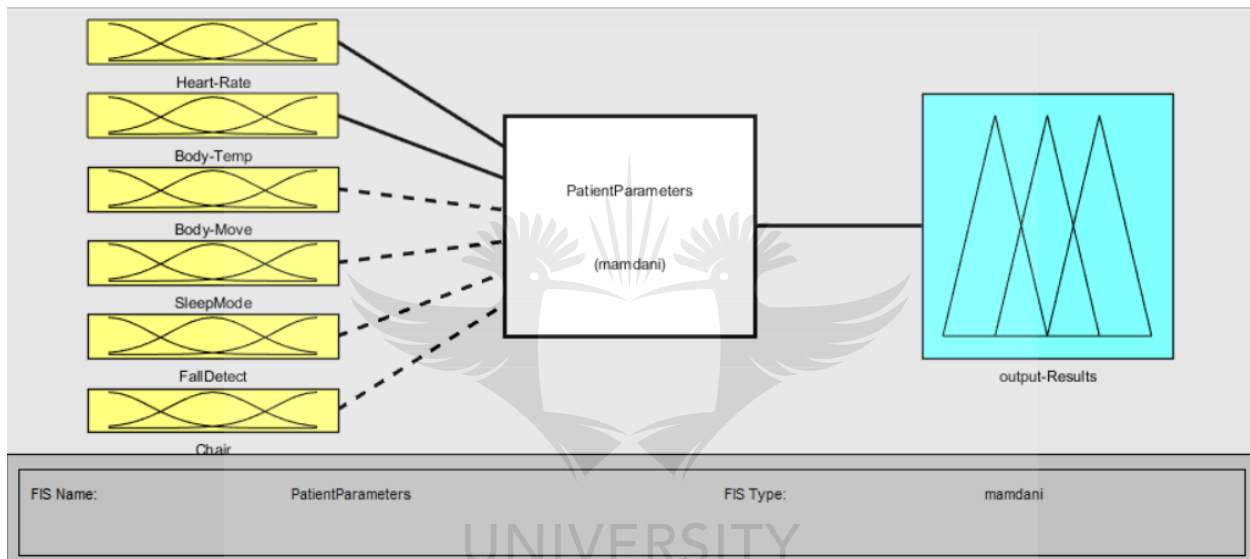 Heart-Rate
Body-Temp
Body-Move
SleepMode
FallDetect
Chair
PatientParameters
(mamdani)
output-Results
FIS Name: PatientParameters FIS Type: mamdani
UNIVERSITY